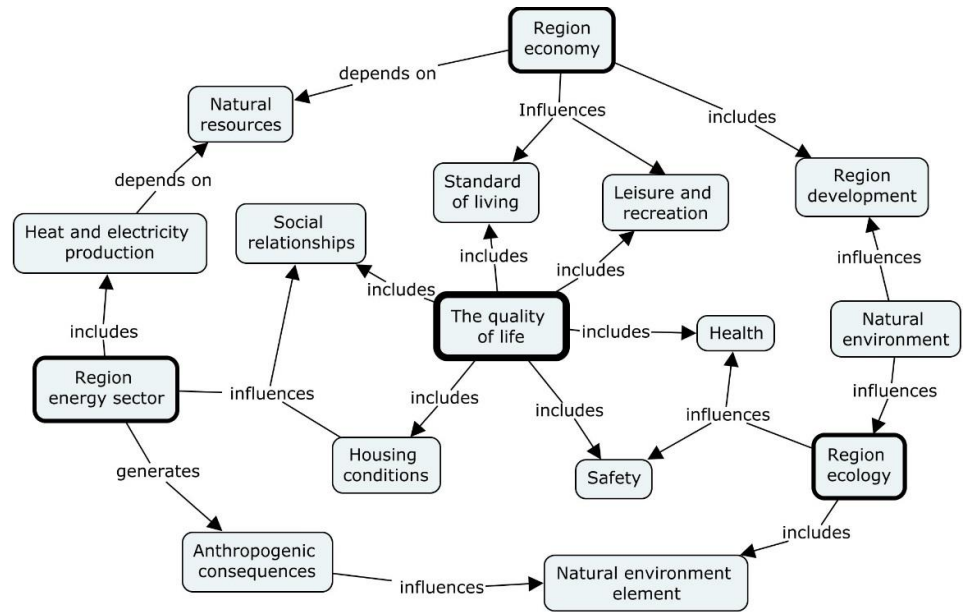 Region
economy
depends on
Natural
resources
Influences
includes
depends on
Standard
of living
Leisure and
recreation
Region
development
Social
relationships
Heat and electricity
production
includes
includes
influences
includes
The quality
of life
includes
Health
Natural
environment
includes
Region
energy sector
influences
includes
includes
influences
influences
Housing
conditions
Safety
Region
ecology
generates
includes
Anthropogenic
consequences
influences
Natural environment
element